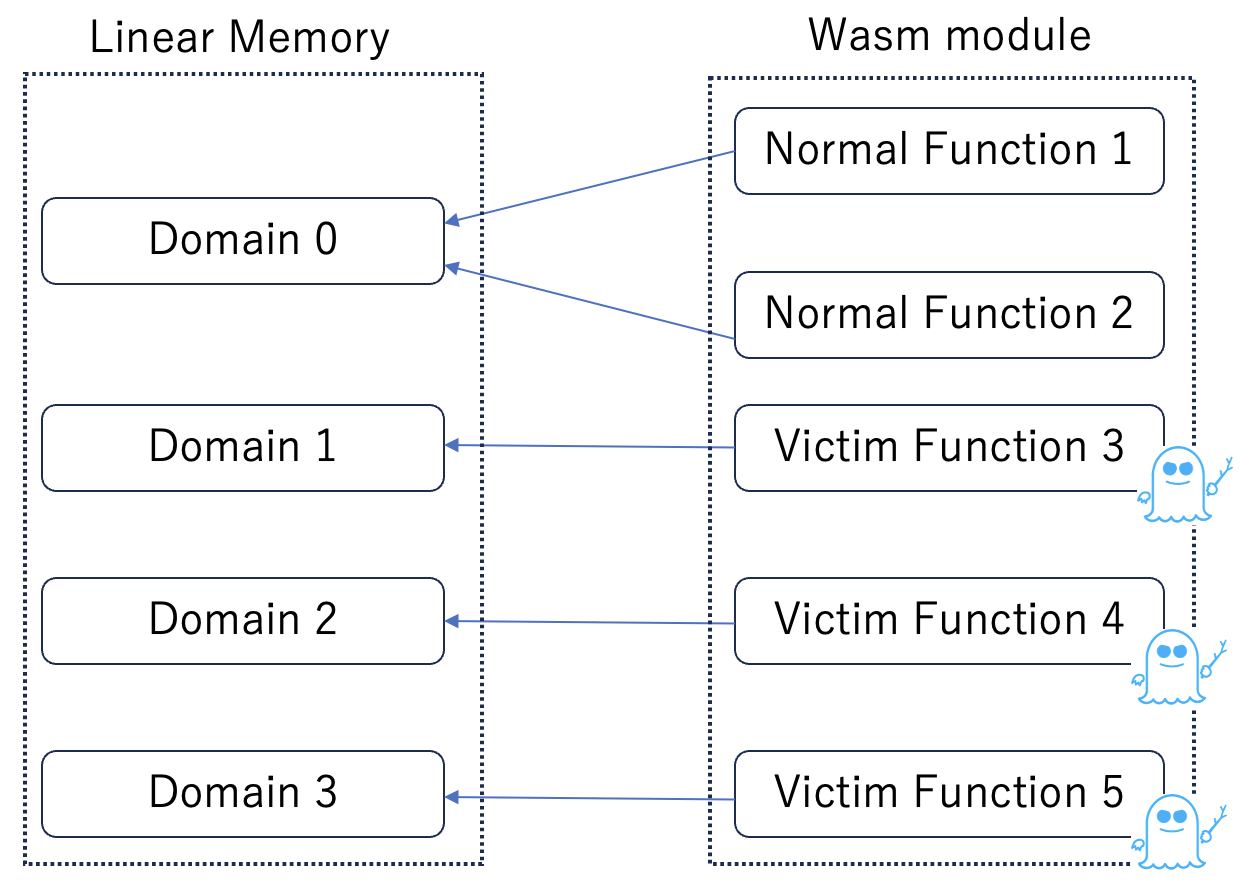 Linear Memory
Domain 0
Domain 1
Domain 2
Domain 3
Wasm module
Normal Function 1
Normal Function 2
Victim Function 3
Victim Function 4
Victim Function 5